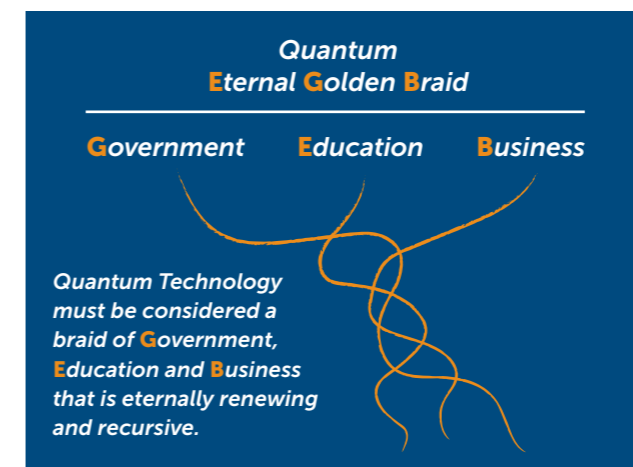 Quantum
Eternal Golden Braid
Government Education Business
Quantum Technology
must be considered a
braid of Government,
Education and Business
that is eternally renewing
and recursive.